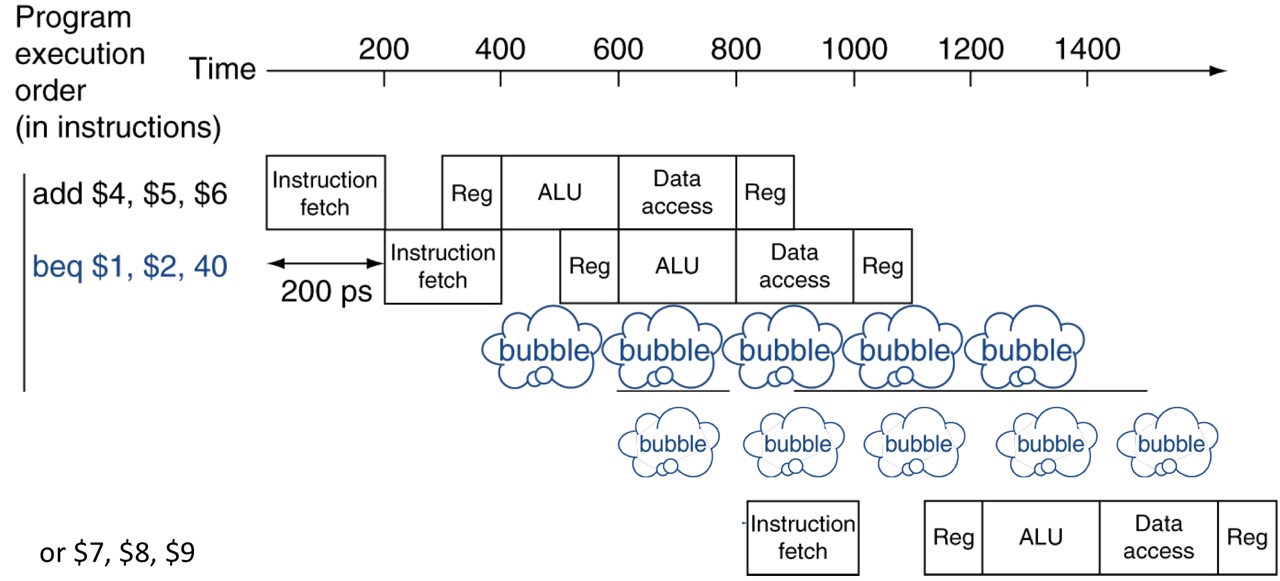 Program
execution
order
(in instructions)
Time
200 400 600 800 1000 1200 1400
add $4, $5, $6
Instruction
fetch
Reg
ALU
Data
access
Reg
beq $1, $2, 40
200 ps
Instruction
fetch
Reg
ALU
Data
access
Reg
bubble bubble bubble bubble bubble
bubble bubble bubble bubble bubble
or $7, $8, $9
Instruction
fetch
Reg
ALU
Data
access
Reg